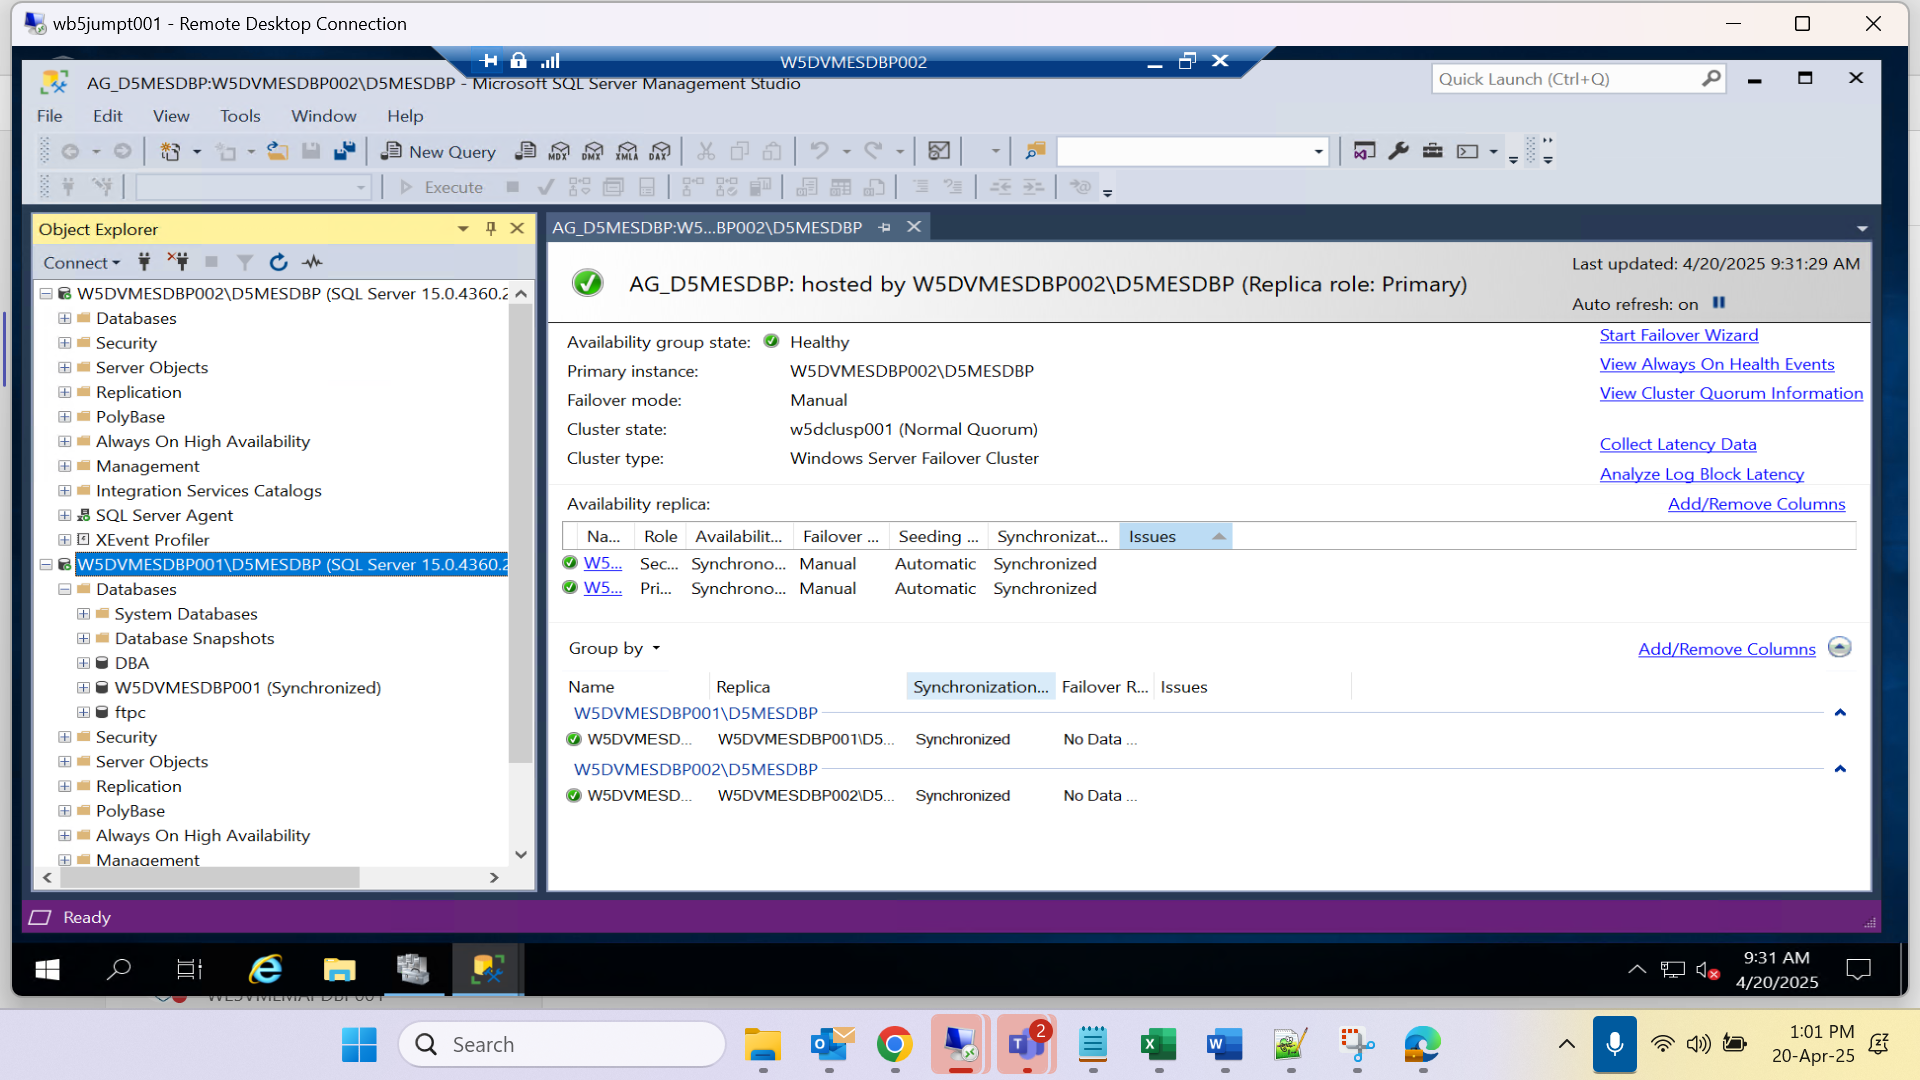 wb5jumpt001 - Remote Desktop Connection
W5DVMESDBP002
AG_D5MESDBP:W5DVMESDBP002\D5MESDBP - Microsoft SQL Server Management Studio
Quick Launch (Ctrl+Q)
File Edit View Tools Window Help
New Query MDX DMX XMLA DAX
Execute
Object Explorer
AG_D5MESDBP:W5...BP002\D5MESDBP
Connect
W5DVMESDBP002\D5MESDBP (SQL Server 15.0.4360.2
Databases
Security
Server Objects
Replication
PolyBase
Always On High Availability
Management
Integration Services Catalogs
SQL Server Agent
XEvent Profiler
W5DVMESDBP001\D5MESDBP (SQL Server 15.0.4360.2
Databases
System Databases
Database Snapshots
DBA
W5DVMESDBP001 (Synchronized)
ftpc
Security
Server Objects
Replication
PolyBase
Always On High Availability
Management
AG_D5MESDBP: hosted by W5DVMESDBP002\D5MESDBP (Replica role: Primary)
Last updated: 4/20/2025 9:31:29 AM
Auto refresh: on
Availability group state: Healthy
Primary instance: W5DVMESDBP002\D5MESDBP
Failover mode: Manual
Cluster state: w5dclusp001 (Normal Quorum)
Cluster type: Windows Server Failover Cluster
Start Failover Wizard
View Always On Health Events
View Cluster Quorum Information
Collect Latency Data
Analyze Log Block Latency
Availability replica:
Add/Remove Columns
Na... Role Availabilit... Failover ... Seeding ... Synchronizat... Issues
W5... Sec... Synchrono... Manual Automatic Synchronized
W5... Pri... Synchrono... Manual Automatic Synchronized
Group by
Add/Remove Columns
Name Replica Synchronization... Failover R... Issues
W5DVMESDBP001\D5MESDBP
W5DVMESD... W5DVMESDBP001\D5... Synchronized No Data ...
W5DVMESDBP002\D5MESDBP
W5DVMESD... W5DVMESDBP002\D5... Synchronized No Data ...
Ready
9:31 AM
4/20/2025
Search
2
1:01 PM
20-Apr-25